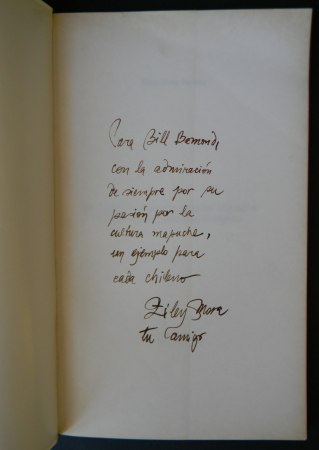 Para Bill Bomond,
con la admiración
de siempre por su
pasión por la
cultura mapuche,
un ejemplo para
cada chileno
Ziley Mora
tu amigo